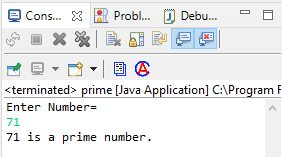 Cons...
Probl...
Debu...
<terminated> prime [Java Application] C:\Program F
Enter Number=
71
71 is a prime number.